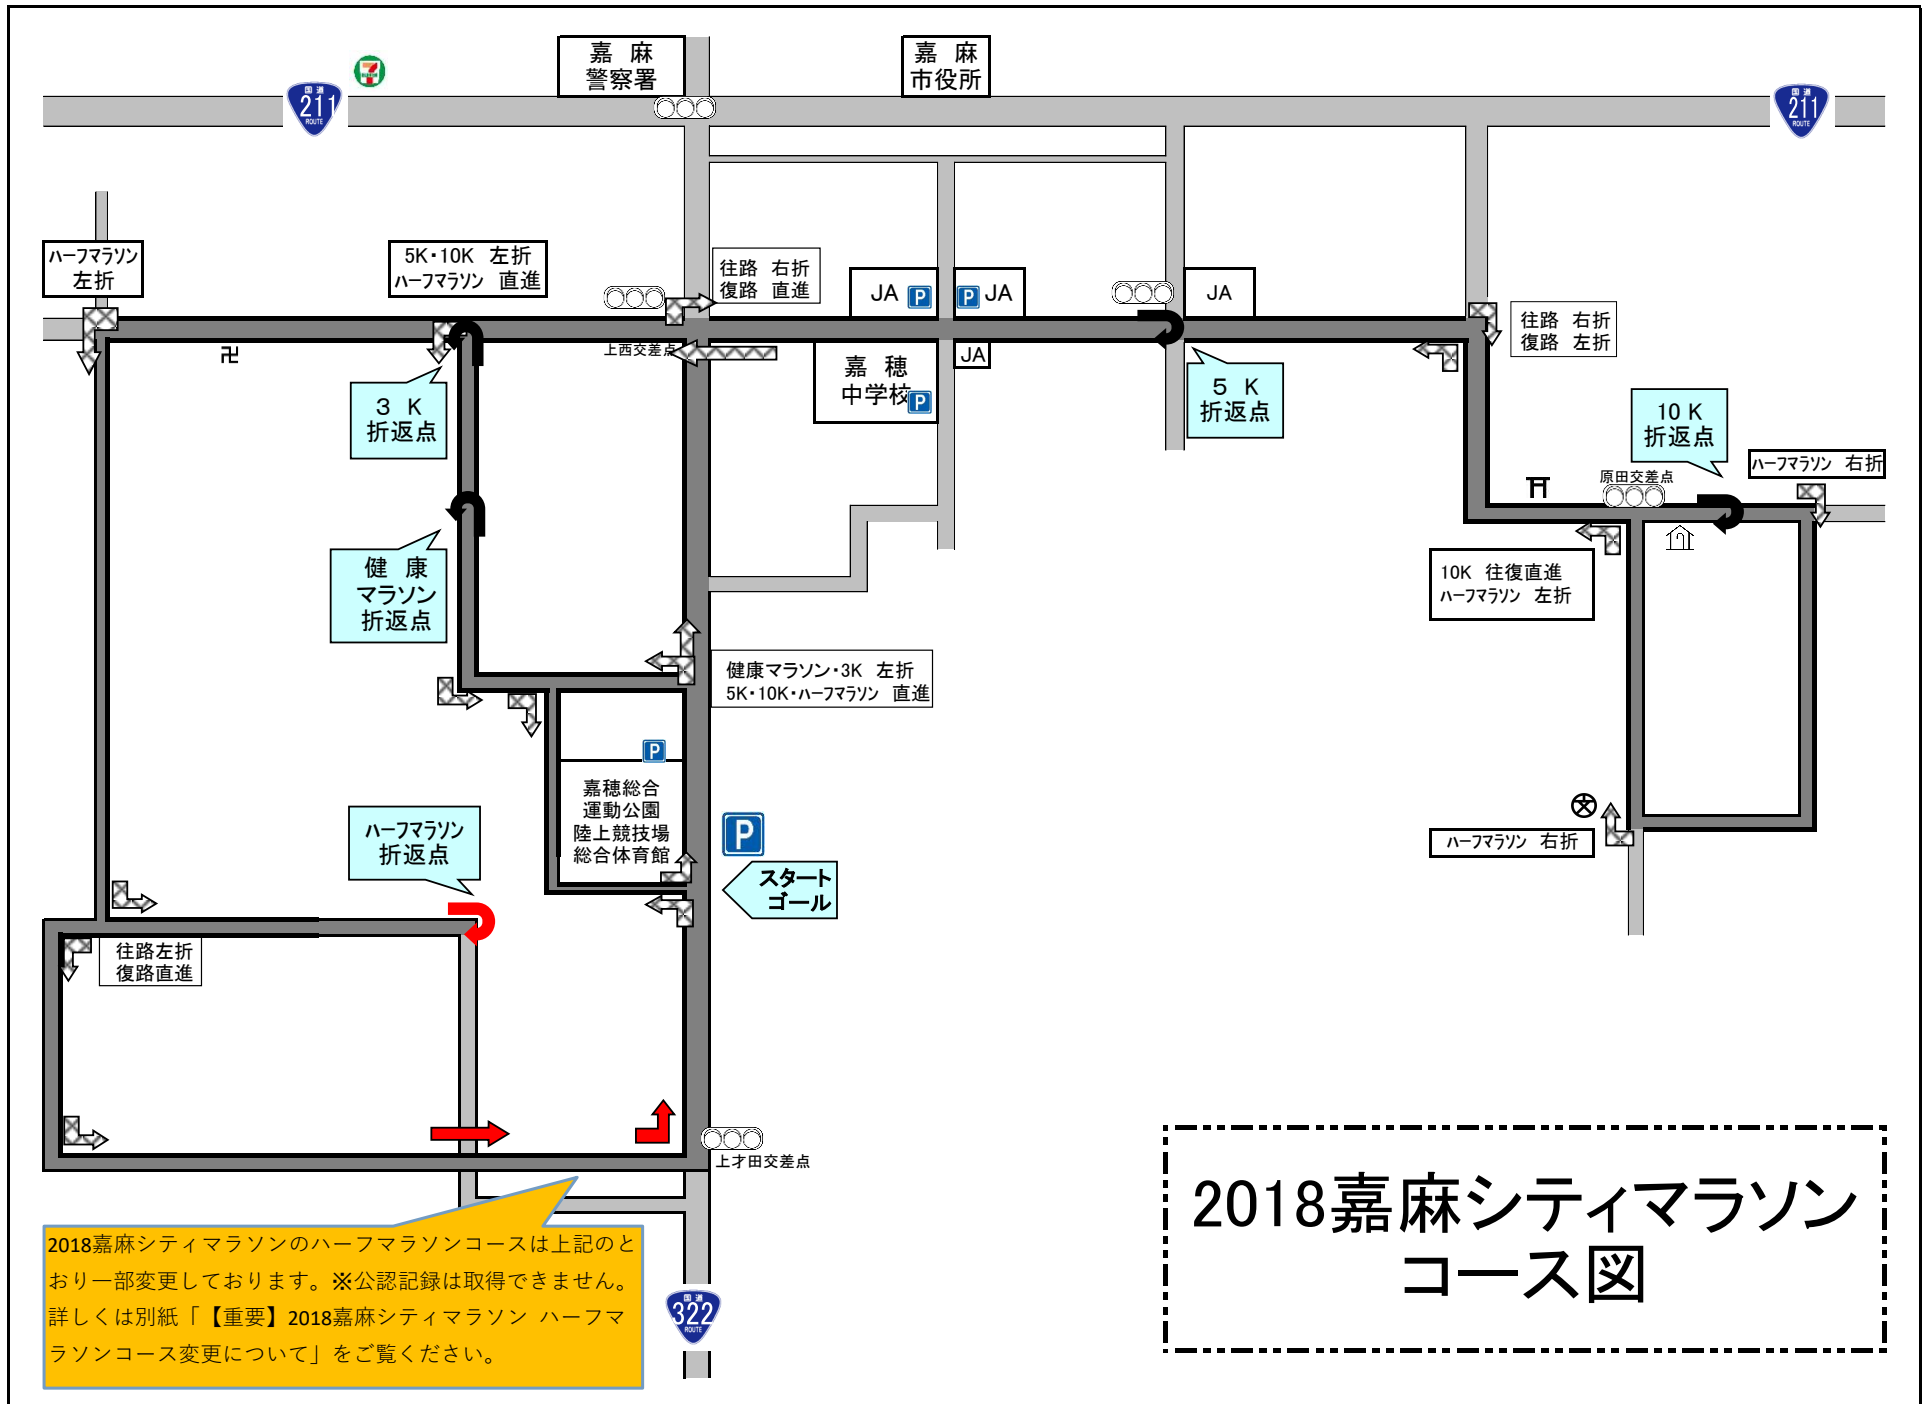 嘉 麻
警察署
嘉 麻
市役所
国道
211
ROUTE
国道
211
ROUTE
ハーフマラソン
左折
5K・10K 左折
ハーフマラソン 直進
往路 右折
復路 直進
JA P
P JA
JA
往路 右折
復路 左折
上西交差点
JA
嘉 穂
中学校
P
3 K
折返点
5 K
折返点
10 K
折返点
ハーフマラソン 右折
原田交差点
健 康
マラソン
折返点
10K 往復直進
ハーフマラソン 左折
健康マラソン・3K 左折
5K・10K・ハーフマラソン 直進
P
嘉穂総合
運動公園
陸上競技場
総合体育館
P
ハーフマラソン
折返点
スタート
ゴール
文
ハーフマラソン 右折
往路左折
復路直進
上才田交差点
2018嘉麻シティマラソン
コース図
2018嘉麻シティマラソンのハーフマラソンコースは上記のと
おり一部変更しております。※公認記録は取得できません。
詳しくは別紙「【重要】2018嘉麻シティマラソン ハーフマ
ラソンコース変更について」をご覧ください。
国道
322
ROUTE